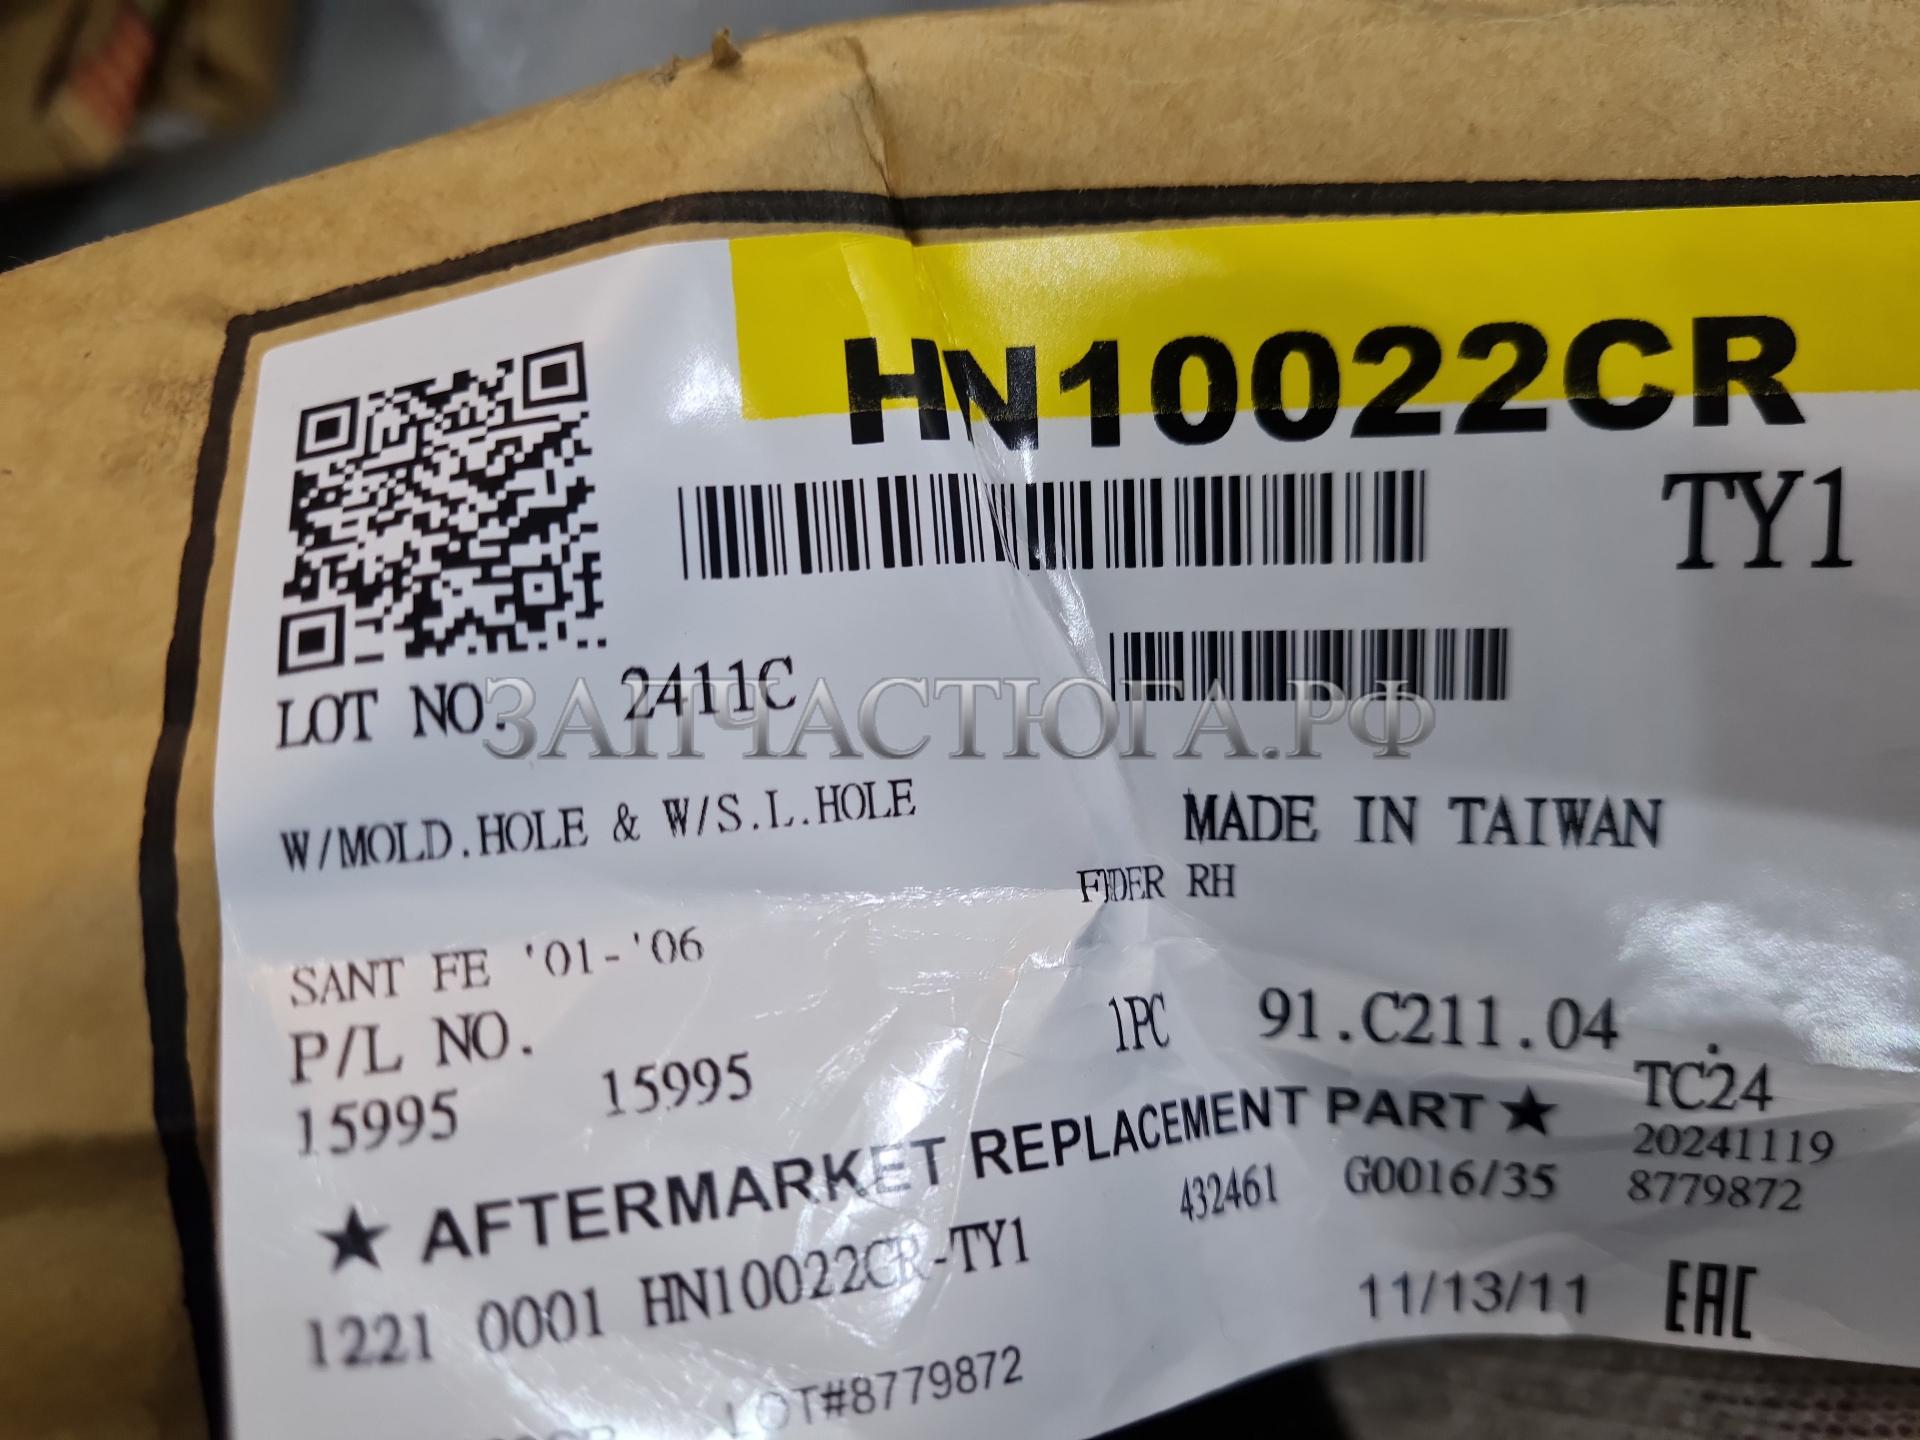 HN10022CR
TY1
LOT NO. 2411C
ЗАПЧАСТЮГА.РФ
W/MOLD.HOLE & W/S.L.HOLE
MADE IN TAIWAN
RH
SANT FE '01-'06
P/L NO.
1PC 91.C211.04
15995 15995
TC24
20241119
★ AFTERMARKET REPLACEMENT PART ★
432461 G0016/35 8779872
1221 0001 HN10022CR-TY1
11/13/11 EAC
LOT#8779872